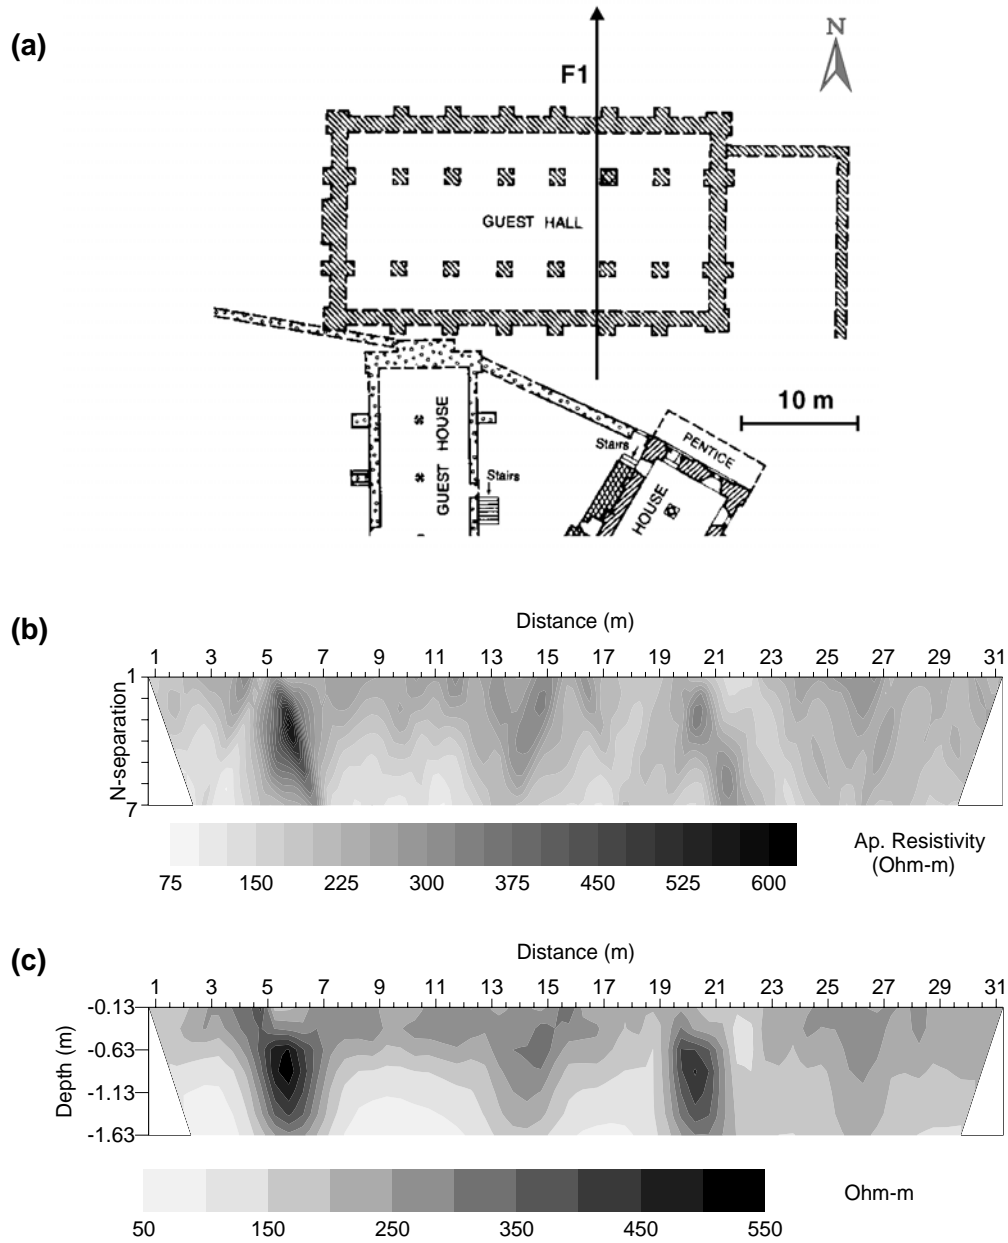 (a)
N
F1
GUEST HALL
10 m
GUEST HOUSE
Stairs
Stairs
PENTICE
HOUSE
(b)
Distance (m)
1 3 5 7 9 11 13 15 17 19 21 23 25 27 29 31
1
N-separation
7
75 150 225 300 375 450 525 600
Ap. Resistivity
(Ohm-m)
(c)
Distance (m)
1 3 5 7 9 11 13 15 17 19 21 23 25 27 29 31
-0.13
-0.63
Depth (m)
-1.13
-1.63
50 150 250 350 450 550
Ohm-m